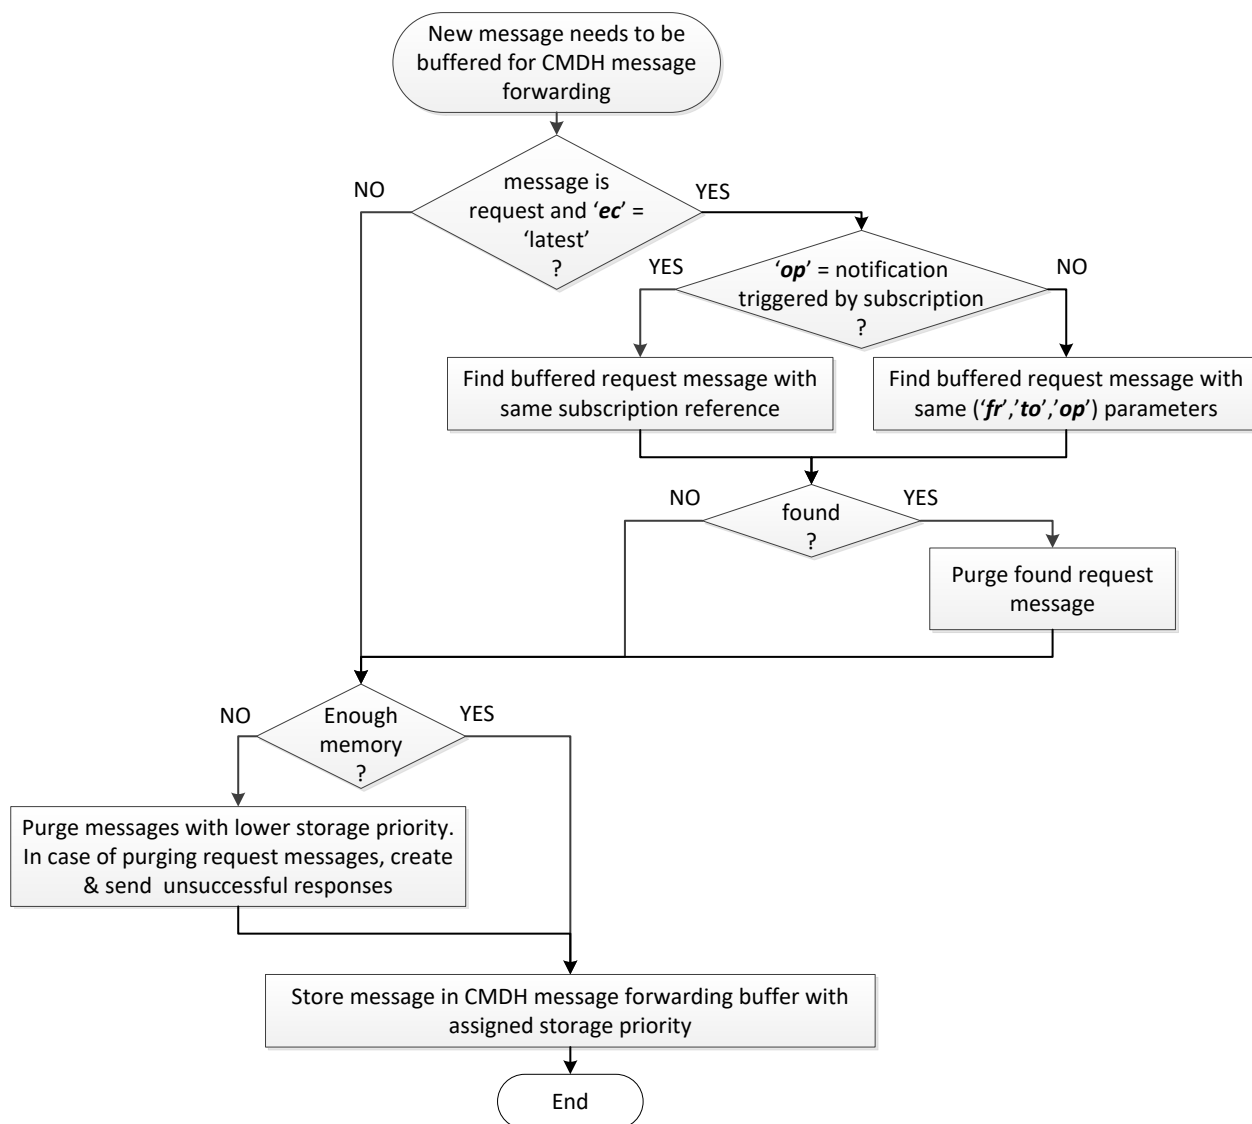 New message needs to be
buffered for CMDH message
forwarding
NO
message is
request and ‘ec’ =
‘latest’
?
YES
YES
‘op’ = notification
triggered by subscription
?
NO
Find buffered request message with
same subscription reference
Find buffered request message with
same (‘fr’,’to’,’op’) parameters
NO
found
?
YES
Purge found request
message
NO
Enough
memory
?
YES
Purge messages with lower storage priority.
In case of purging request messages, create
& send  unsuccessful responses
Store message in CMDH message forwarding buffer with
assigned storage priority
End